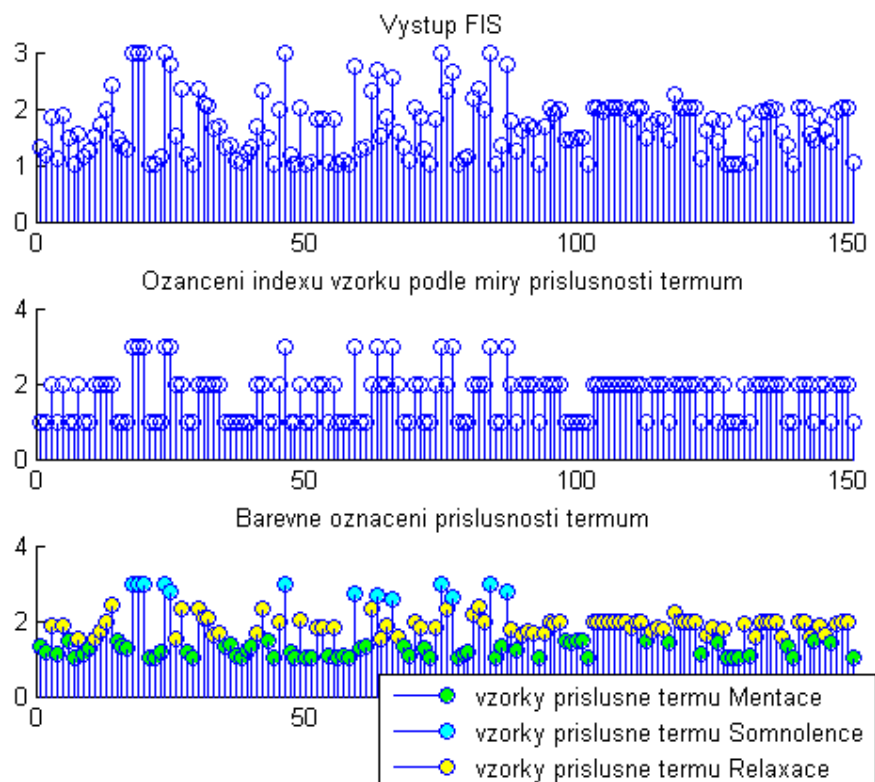 Vystup FIS
3
2
1
0
0 50 100 150
Ozanceni indexu vzorku podle miry prislusnosti termum
4
2
0
0 50 100 150
Barevne oznaceni prislusnosti termum
4
2
0
0 50
vzorky prislusne termu Mentace
vzorky prislusne termu Somnolence
vzorky prislusne termu Relaxace